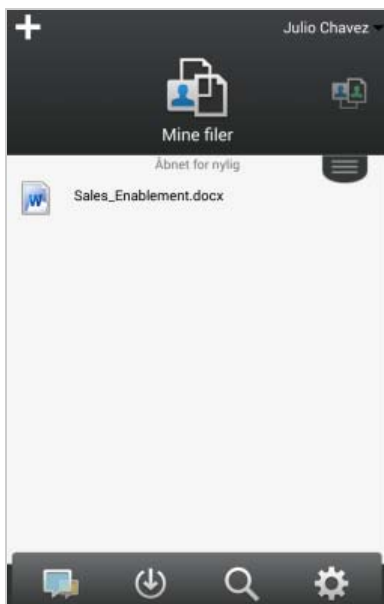 Julio Chavez
Mine filer
Åbnet for nylig
Sales_Enablement.docx